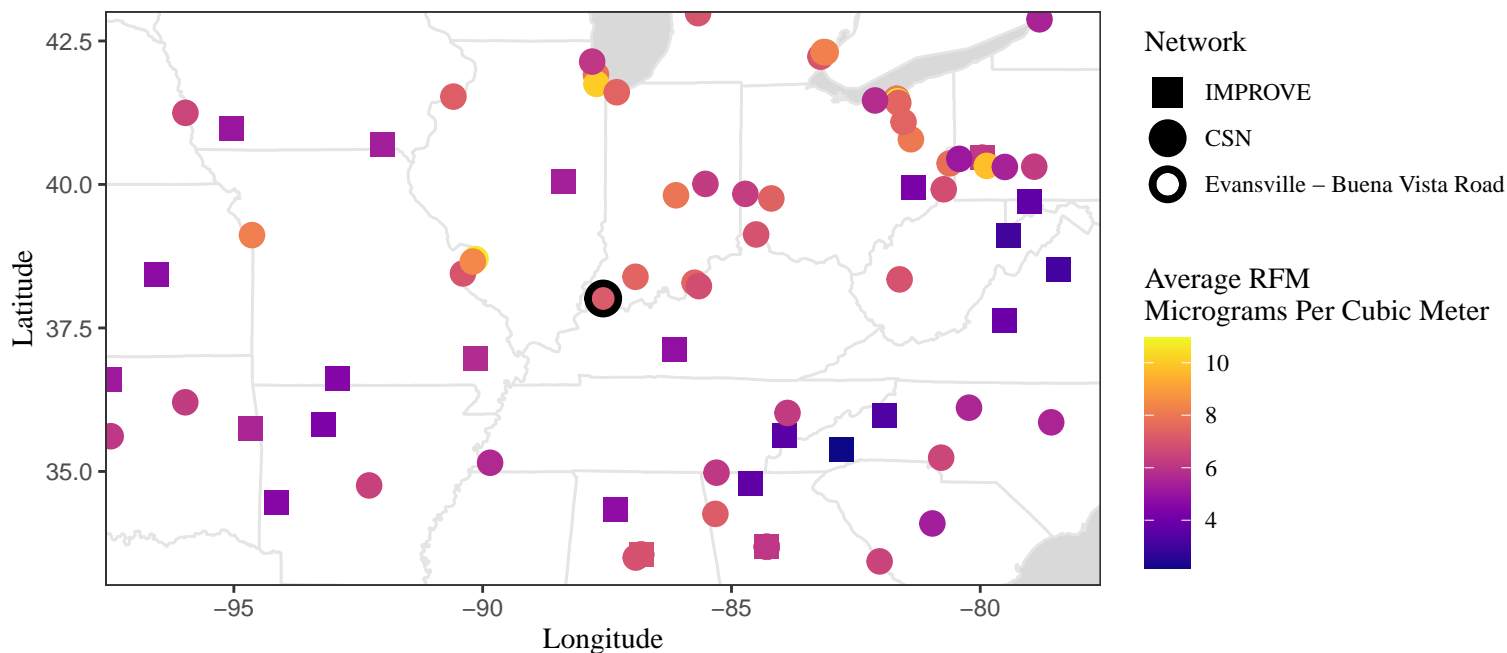 42.5
40.0
37.5
35.0
Latitude
−95
−90
−85
−80
Longitude
Network
IMPROVE
CSN
Evansville − Buena Vista Road
Average RFM
Micrograms Per Cubic Meter
10
8
6
4